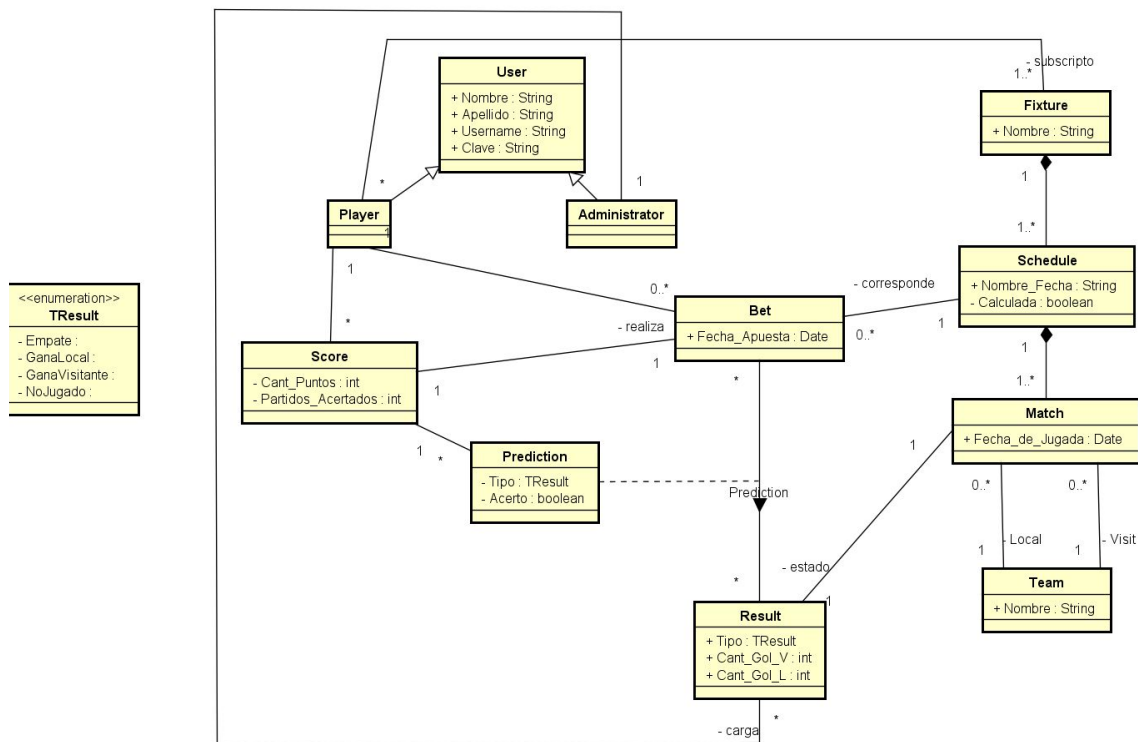 - subscripto
1..*
User
+ Nombre : String
+ Apellido : String
+ Username : String
+ Clave : String
Fixture
+ Nombre : String
*
1
1
Player
1
Administrator
1..*
1
Schedule
+ Nombre_Fecha : String
- Calculada : boolean
- corresponde
0..*
1
1
<<enumeration>>
TResult
- Empate :
- GanaLocal :
- GanaVisitante :
- NoJugado :
Bet
+ Fecha_Apuesta : Date
0..*
1
*
- realiza
Score
- Cant_Puntos : int
- Partidos_Acertados : int
1
1
*
1..*
Match
+ Fecha_de_Jugada : Date
1
*
1
0..*
0..*
Prediction
- Tipo : TResult
- Acerto : boolean
Prediction
- Local
- Visit
1
1
- estado
1
*
Team
+ Nombre : String
Result
+ Tipo : TResult
+ Cant_Gol_V : int
+ Cant_Gol_L : int
- carga
*